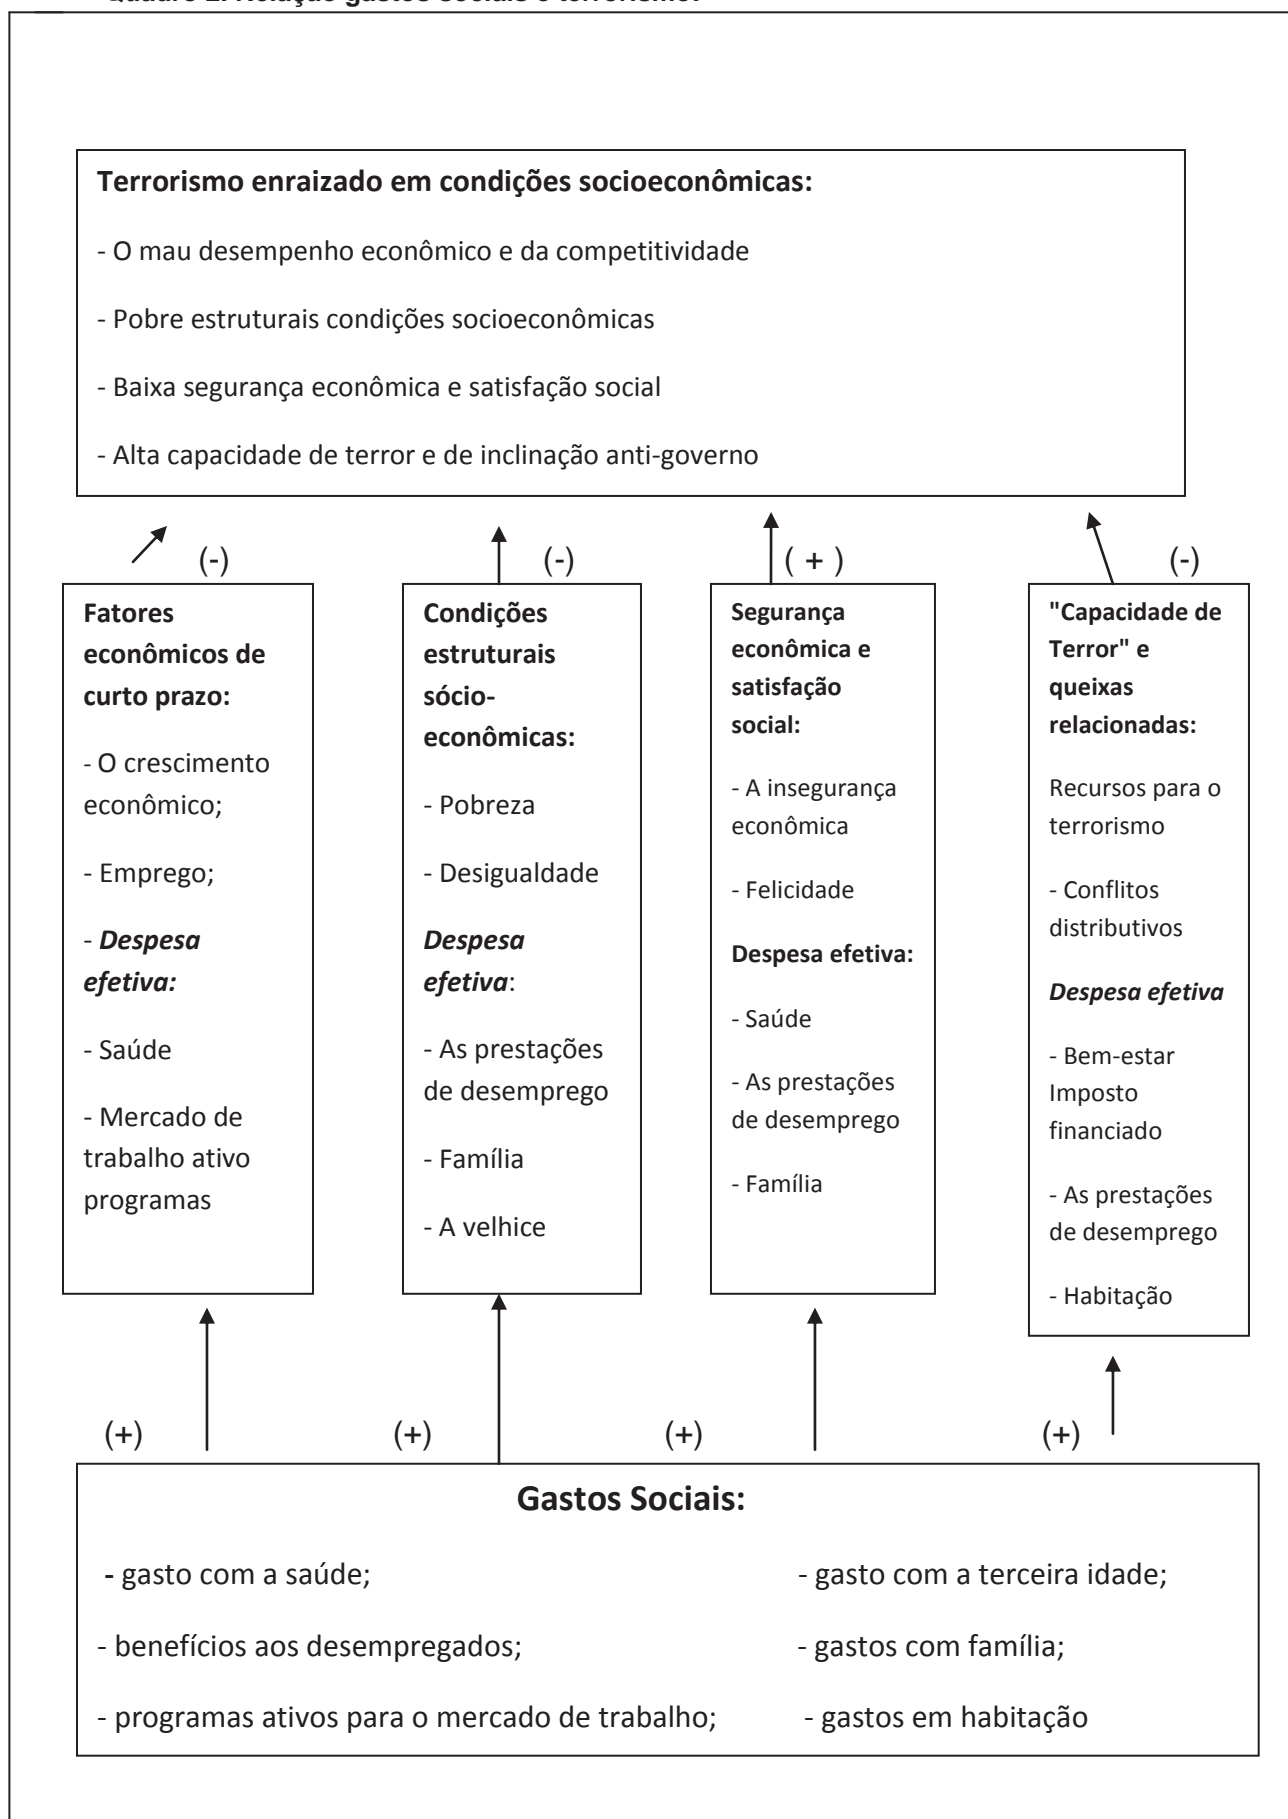 Terrorismo enraizado em condições socioeconômicas:
- O mau desempenho econômico e da competitividade
- Pobre estruturais condições socioeconômicas
- Baixa segurança econômica e satisfação social
- Alta capacidade de terror e de inclinação anti-governo
(-)
(-)
( + )
(-)
Fatores
econômicos de
curto prazo:
- O crescimento
econômico;
- Emprego;
- Despesa
efetiva:
- Saúde
- Mercado de
trabalho ativo
programas
Condições
estruturais
sócio-
econômicas:
- Pobreza
- Desigualdade
Despesa
efetiva:
- As prestações
de desemprego
- Família
- A velhice
Segurança
econômica e
satisfação
social:
- A insegurança
econômica
- Felicidade
Despesa efetiva:
- Saúde
- As prestações
de desemprego
- Família
"Capacidade de
Terror" e
queixas
relacionadas:
Recursos para o
terrorismo
- Conflitos
distributivos
Despesa efetiva
- Bem-estar
Imposto
financiado
- As prestações
de desemprego
- Habitação
(+)
(+)
(+)
(+)
Gastos Sociais:
- gasto com a saúde;
- gasto com a terceira idade;
- benefícios aos desempregados;
- gastos com família;
- programas ativos para o mercado de trabalho;
- gastos em habitação